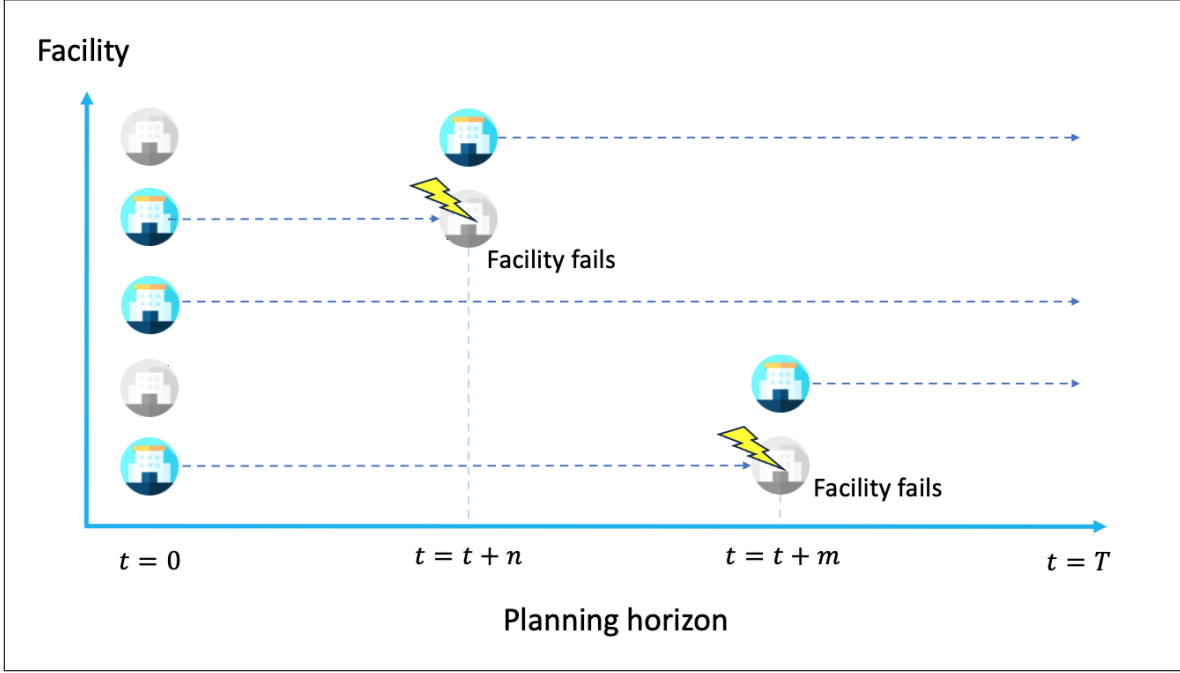 Facility
Facility fails
Facility fails
t = 0
t = t + n
t = t + m
t = T
Planning horizon